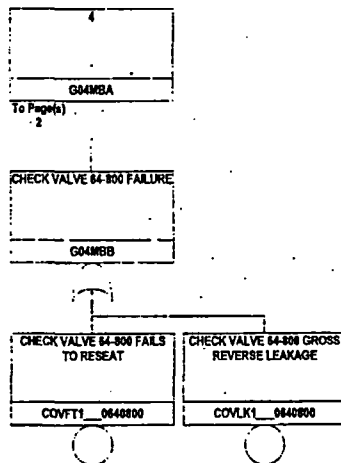 4
G04MBA
To Page(s)
2
CHECK VALVE 64-800 FAILURE
G04MBB
CHECK VALVE 64-800 FAILS
TO RESEAT
CHECK VALVE 64-800 GROSS
REVERSE LEAKAGE
COVFT1___0640800
COVLK1___0640800